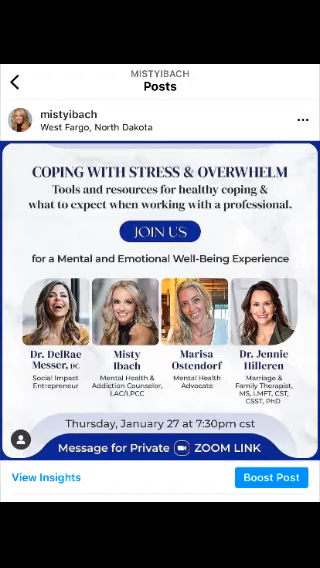 MISTYIBACH
Posts
mistyibach
West Fargo, North Dakota
COPING WITH STRESS & OVERWHELM
Tools and resources for healthy coping &
what to expect when working with a professional.
JOIN US
for a Mental and Emotional Well-Being Experience
Dr. DelRae
Messer, DC
Social Impact
Entrepreneur
Misty
Ibach
Mental Health &
Addiction Counselor,
LAC/LPCC
Marisa
Ostendorf
Mental Health
Advocate
Dr. Jennie
Hilleren
Marriage &
Family Therapist,
MS, LMFT, CST,
CSST, PhD
Thursday, January 27 at 7:30pm cst
Message for Private ZOOM LINK
View Insights
Boost Post